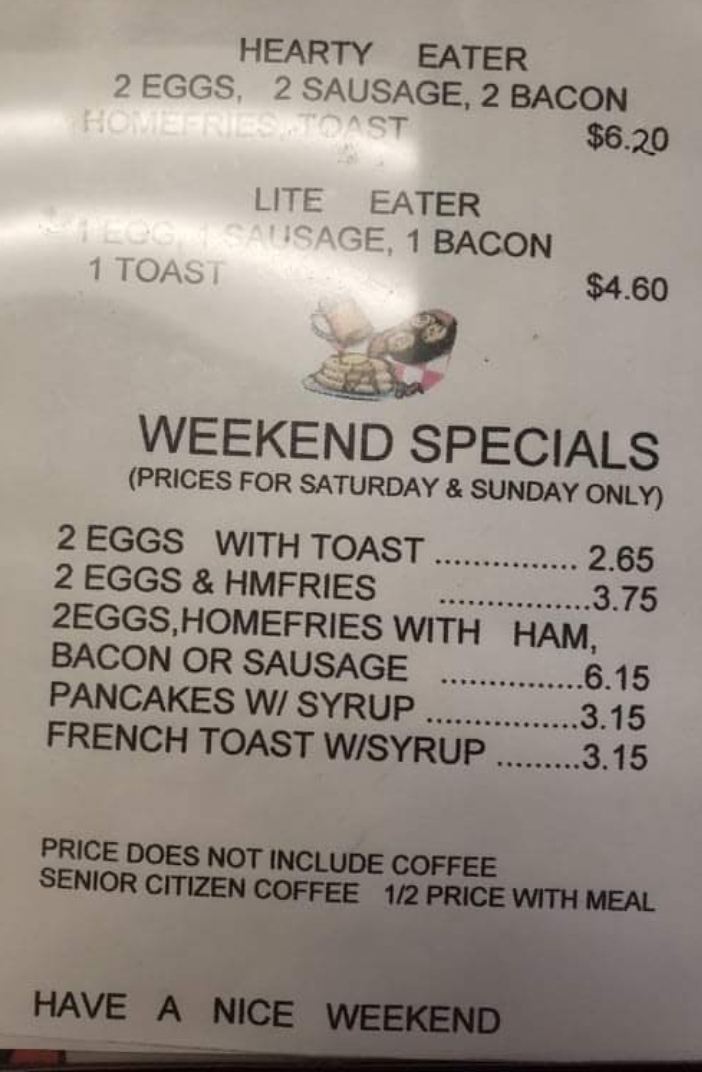 HEARTY EATER
2 EGGS, 2 SAUSAGE, 2 BACON
HOMEFRIES, TOAST $6.20
LITE EATER
1 EGG, 1 SAUSAGE, 1 BACON
1 TOAST $4.60
WEEKEND SPECIALS
(PRICES FOR SATURDAY & SUNDAY ONLY)
2 EGGS WITH TOAST ............... 2.65
2 EGGS & HMFRIES ................3.75
2EGGS,HOMEFRIES WITH HAM,
BACON OR SAUSAGE ...............6.15
PANCAKES W/ SYRUP ................3.15
FRENCH TOAST W/SYRUP .........3.15
PRICE DOES NOT INCLUDE COFFEE
SENIOR CITIZEN COFFEE 1/2 PRICE WITH MEAL
HAVE A NICE WEEKEND